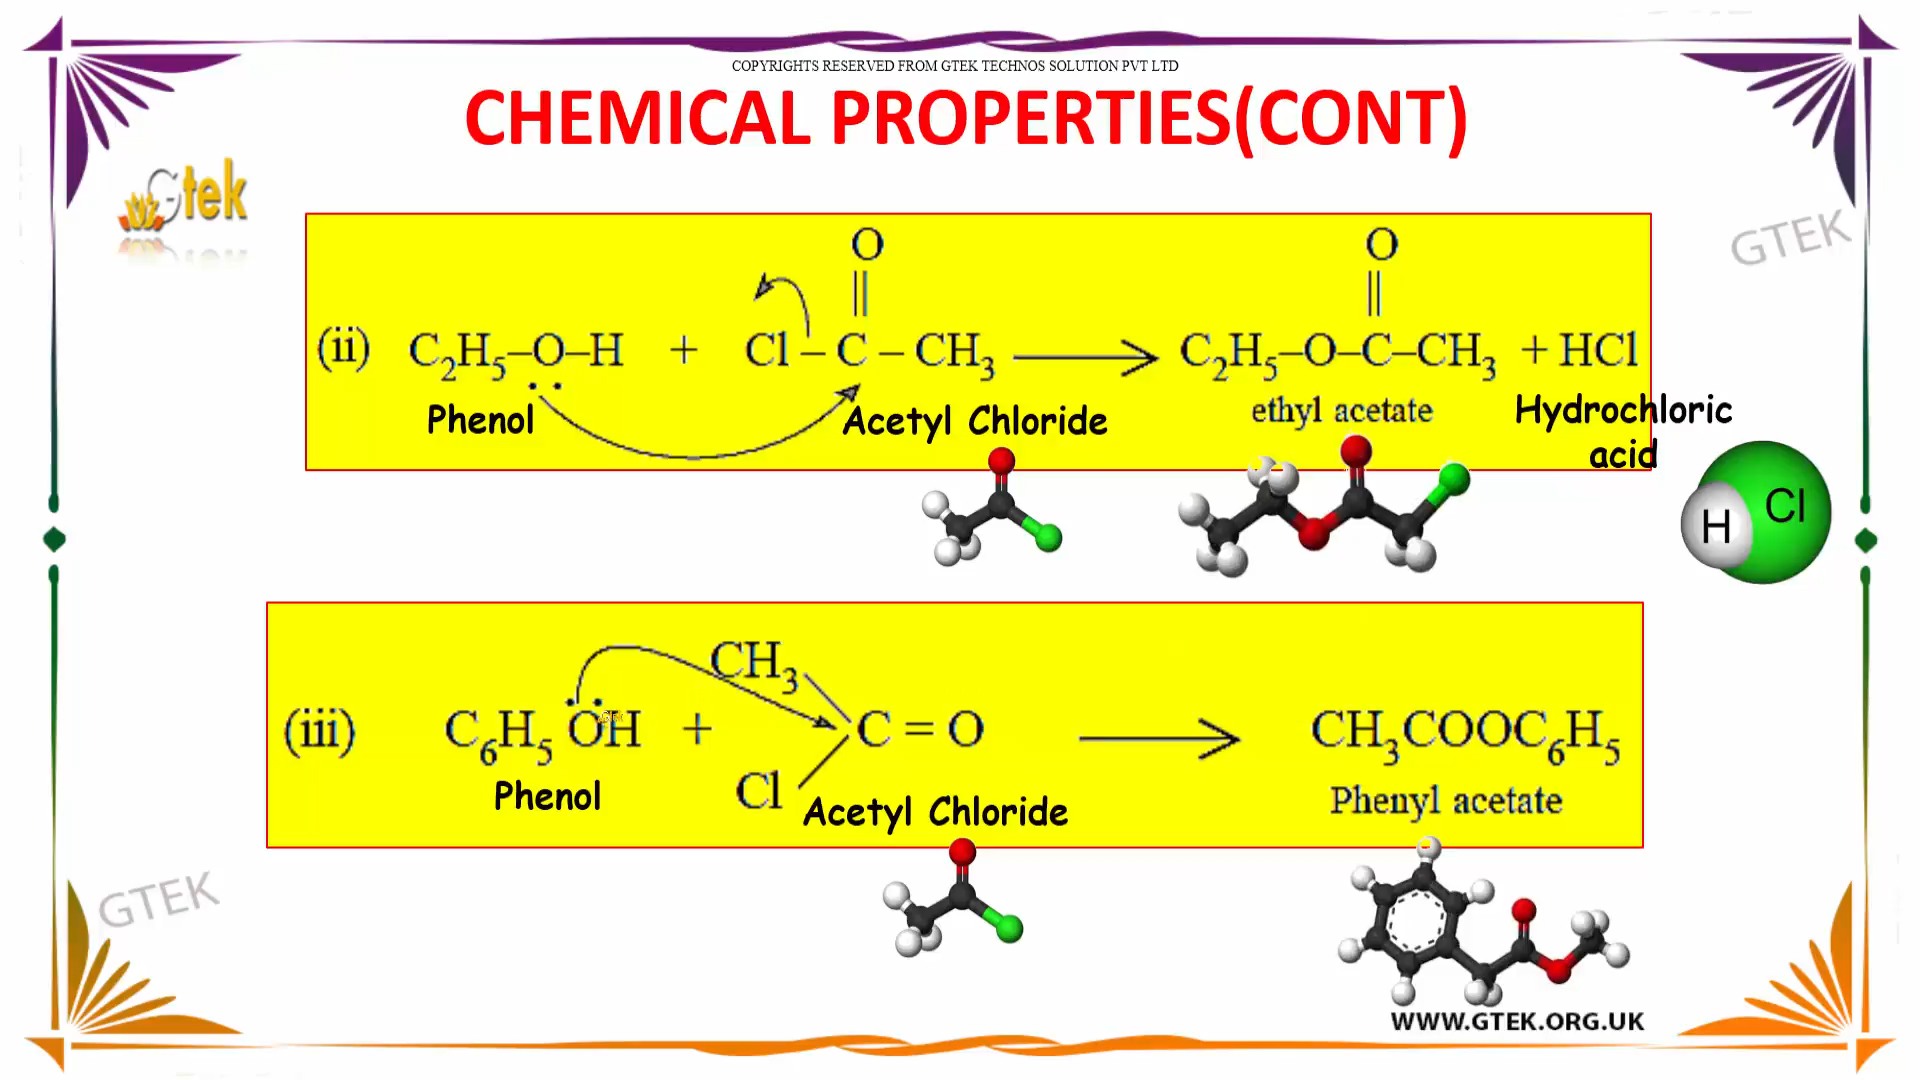 COPYRIGHTS RESERVED FROM GTEK TECHNOS SOLUTION PVT LTD
CHEMICAL PROPERTIES(CONT)
Gtek
GTEK
O O
|| ||
(ii) C₂H₅–O–H + Cl – C – CH₃ ⟶ C₂H₅–O–C–CH₃ + HCl
Phenol Acetyl Chloride ethyl acetate Hydrochloric
acid
H Cl
CH₃
(iii) C₆H₅ OH + C = O ⟶ CH₃COOC₆H₅
Cl
Phenol Acetyl Chloride Phenyl acetate
GTEK
WWW.GTEK.ORG.UK